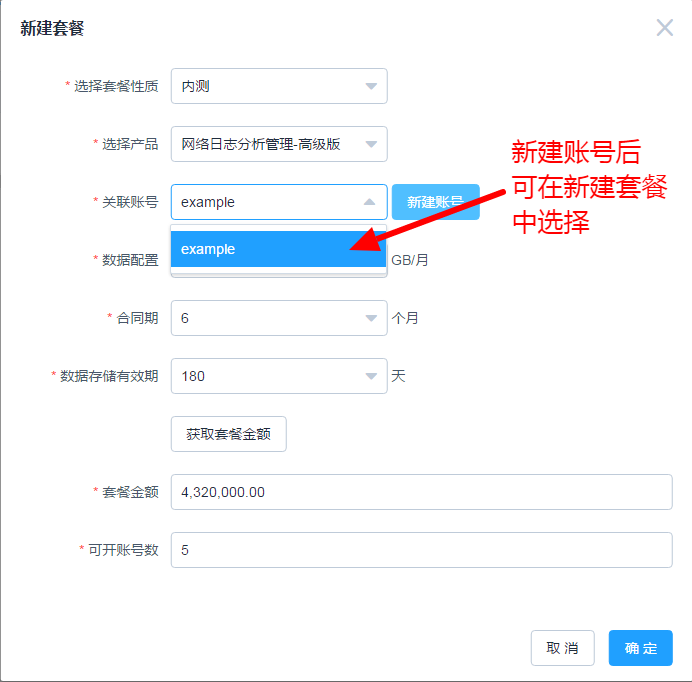 新建套餐
* 选择套餐性质 内测
* 选择产品 网络日志分析管理-高级版
* 关联账号 example 新建账号
example
* 数据配置 GB/月
* 合同期 6 个月
* 数据存储有效期 180 天
获取套餐金额
* 套餐金额 4,320,000.00
* 可开账号数 5
取消 确定
新建账号后
可在新建套餐
中选择